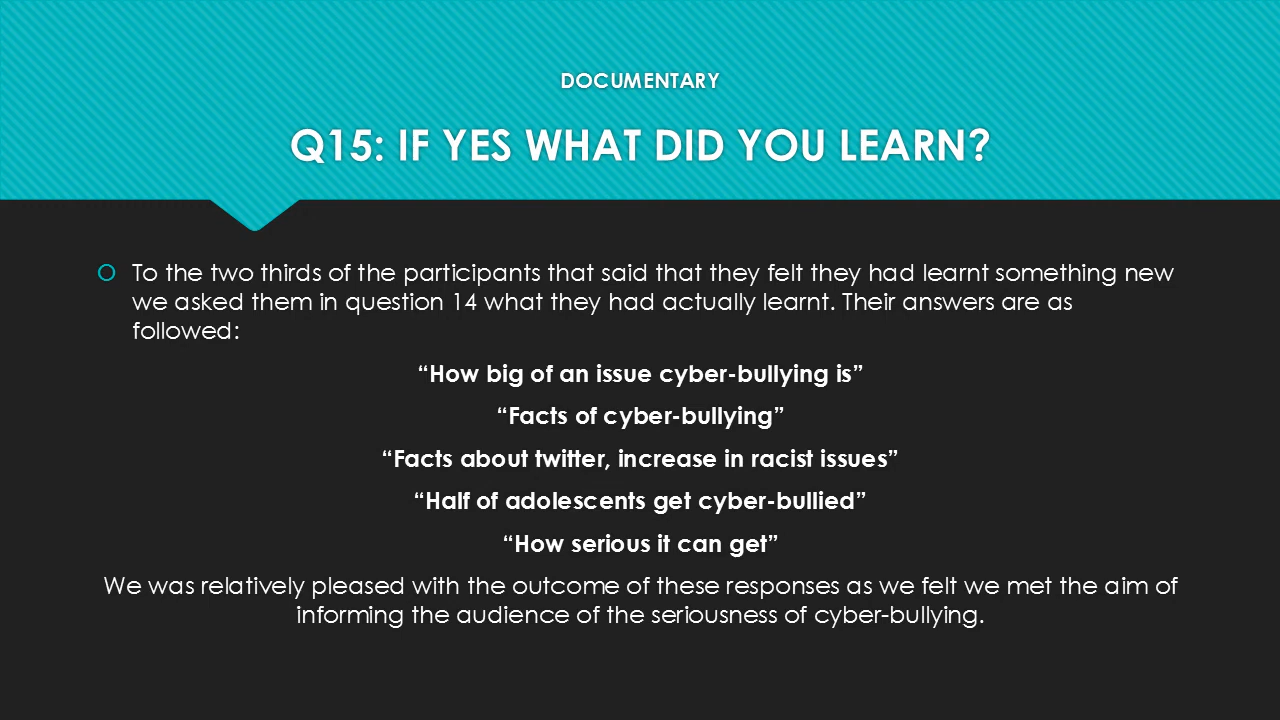 DOCUMENTARY
Q15: IF YES WHAT DID YOU LEARN?
To the two thirds of the participants that said that they felt they had learnt something new
we asked them in question 14 what they had actually learnt. Their answers are as
followed:
“How big of an issue cyber-bullying is”
“Facts of cyber-bullying”
“Facts about twitter, increase in racist issues”
“Half of adolescents get cyber-bullied”
“How serious it can get”
We was relatively pleased with the outcome of these responses as we felt we met the aim of
informing the audience of the seriousness of cyber-bullying.